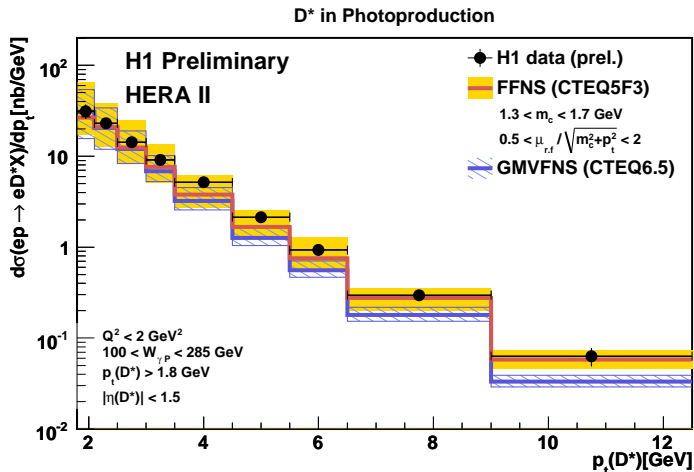 D* in Photoproduction
dσ(ep → eD*X)/dp_t[nb/GeV]
10²
10
1
10⁻¹
10⁻²
H1 Preliminary
HERA II
H1 data (prel.)
FFNS (CTEQ5F3)
1.3 < m_c < 1.7 GeV
0.5 < μ_r,f / √m_c²+p_t² < 2
GMVFNS (CTEQ6.5)
Q² < 2 GeV²
100 < W_γP < 285 GeV
p_t(D*) > 1.8 GeV
|η(D*)| < 1.5
2 4 6 8 10 12
p_t(D*)[GeV]